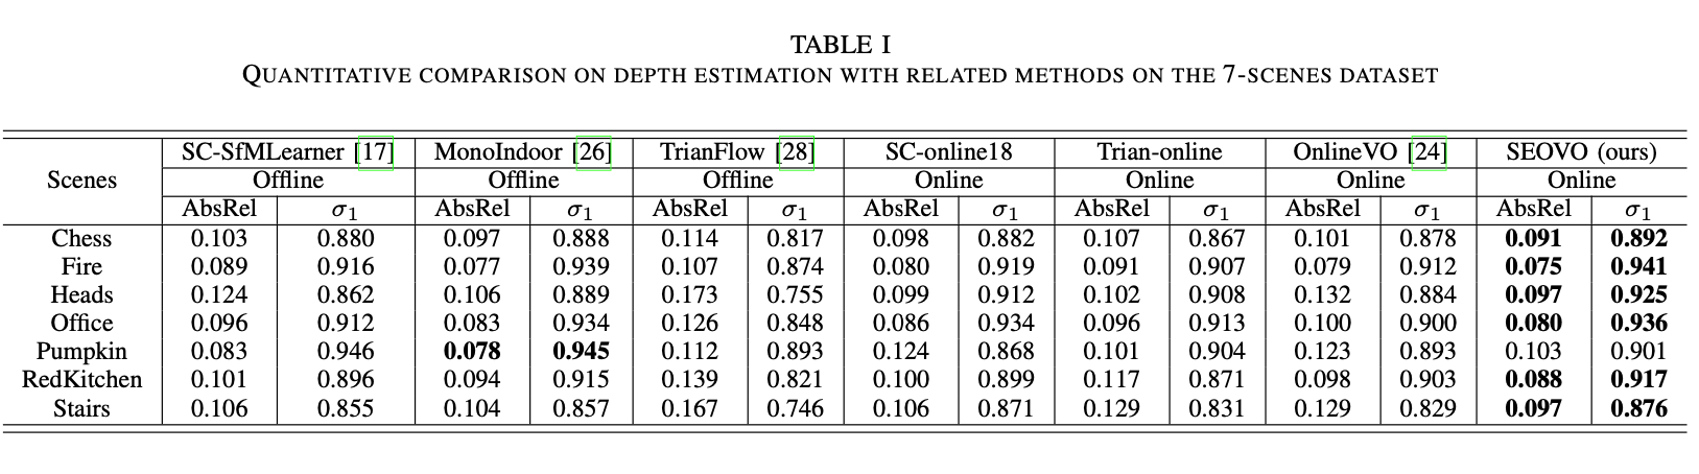 TABLE I
QUANTITATIVE COMPARISON ON DEPTH ESTIMATION WITH RELATED METHODS ON THE 7-SCENES DATASET
Scenes SC-SfMLearner [17] MonoIndoor [26] TrianFlow [28] SC-online18 Trian-online OnlineVO [24] SEOVO (ours)
Offline Offline Offline Online Online Online Online
AbsRel σ1 AbsRel σ1 AbsRel σ1 AbsRel σ1 AbsRel σ1 AbsRel σ1 AbsRel σ1
Chess 0.103 0.880 0.097 0.888 0.114 0.817 0.098 0.882 0.107 0.867 0.101 0.878 0.091 0.892
Fire 0.089 0.916 0.077 0.939 0.107 0.874 0.080 0.919 0.091 0.907 0.079 0.912 0.075 0.941
Heads 0.124 0.862 0.106 0.889 0.173 0.755 0.099 0.912 0.102 0.908 0.132 0.884 0.097 0.925
Office 0.096 0.912 0.083 0.934 0.126 0.848 0.086 0.934 0.096 0.913 0.100 0.900 0.080 0.936
Pumpkin 0.083 0.946 0.078 0.945 0.112 0.893 0.124 0.868 0.101 0.904 0.123 0.893 0.103 0.901
RedKitchen 0.101 0.896 0.094 0.915 0.139 0.821 0.100 0.899 0.117 0.871 0.098 0.903 0.088 0.917
Stairs 0.106 0.855 0.104 0.857 0.167 0.746 0.106 0.871 0.129 0.831 0.129 0.829 0.097 0.876